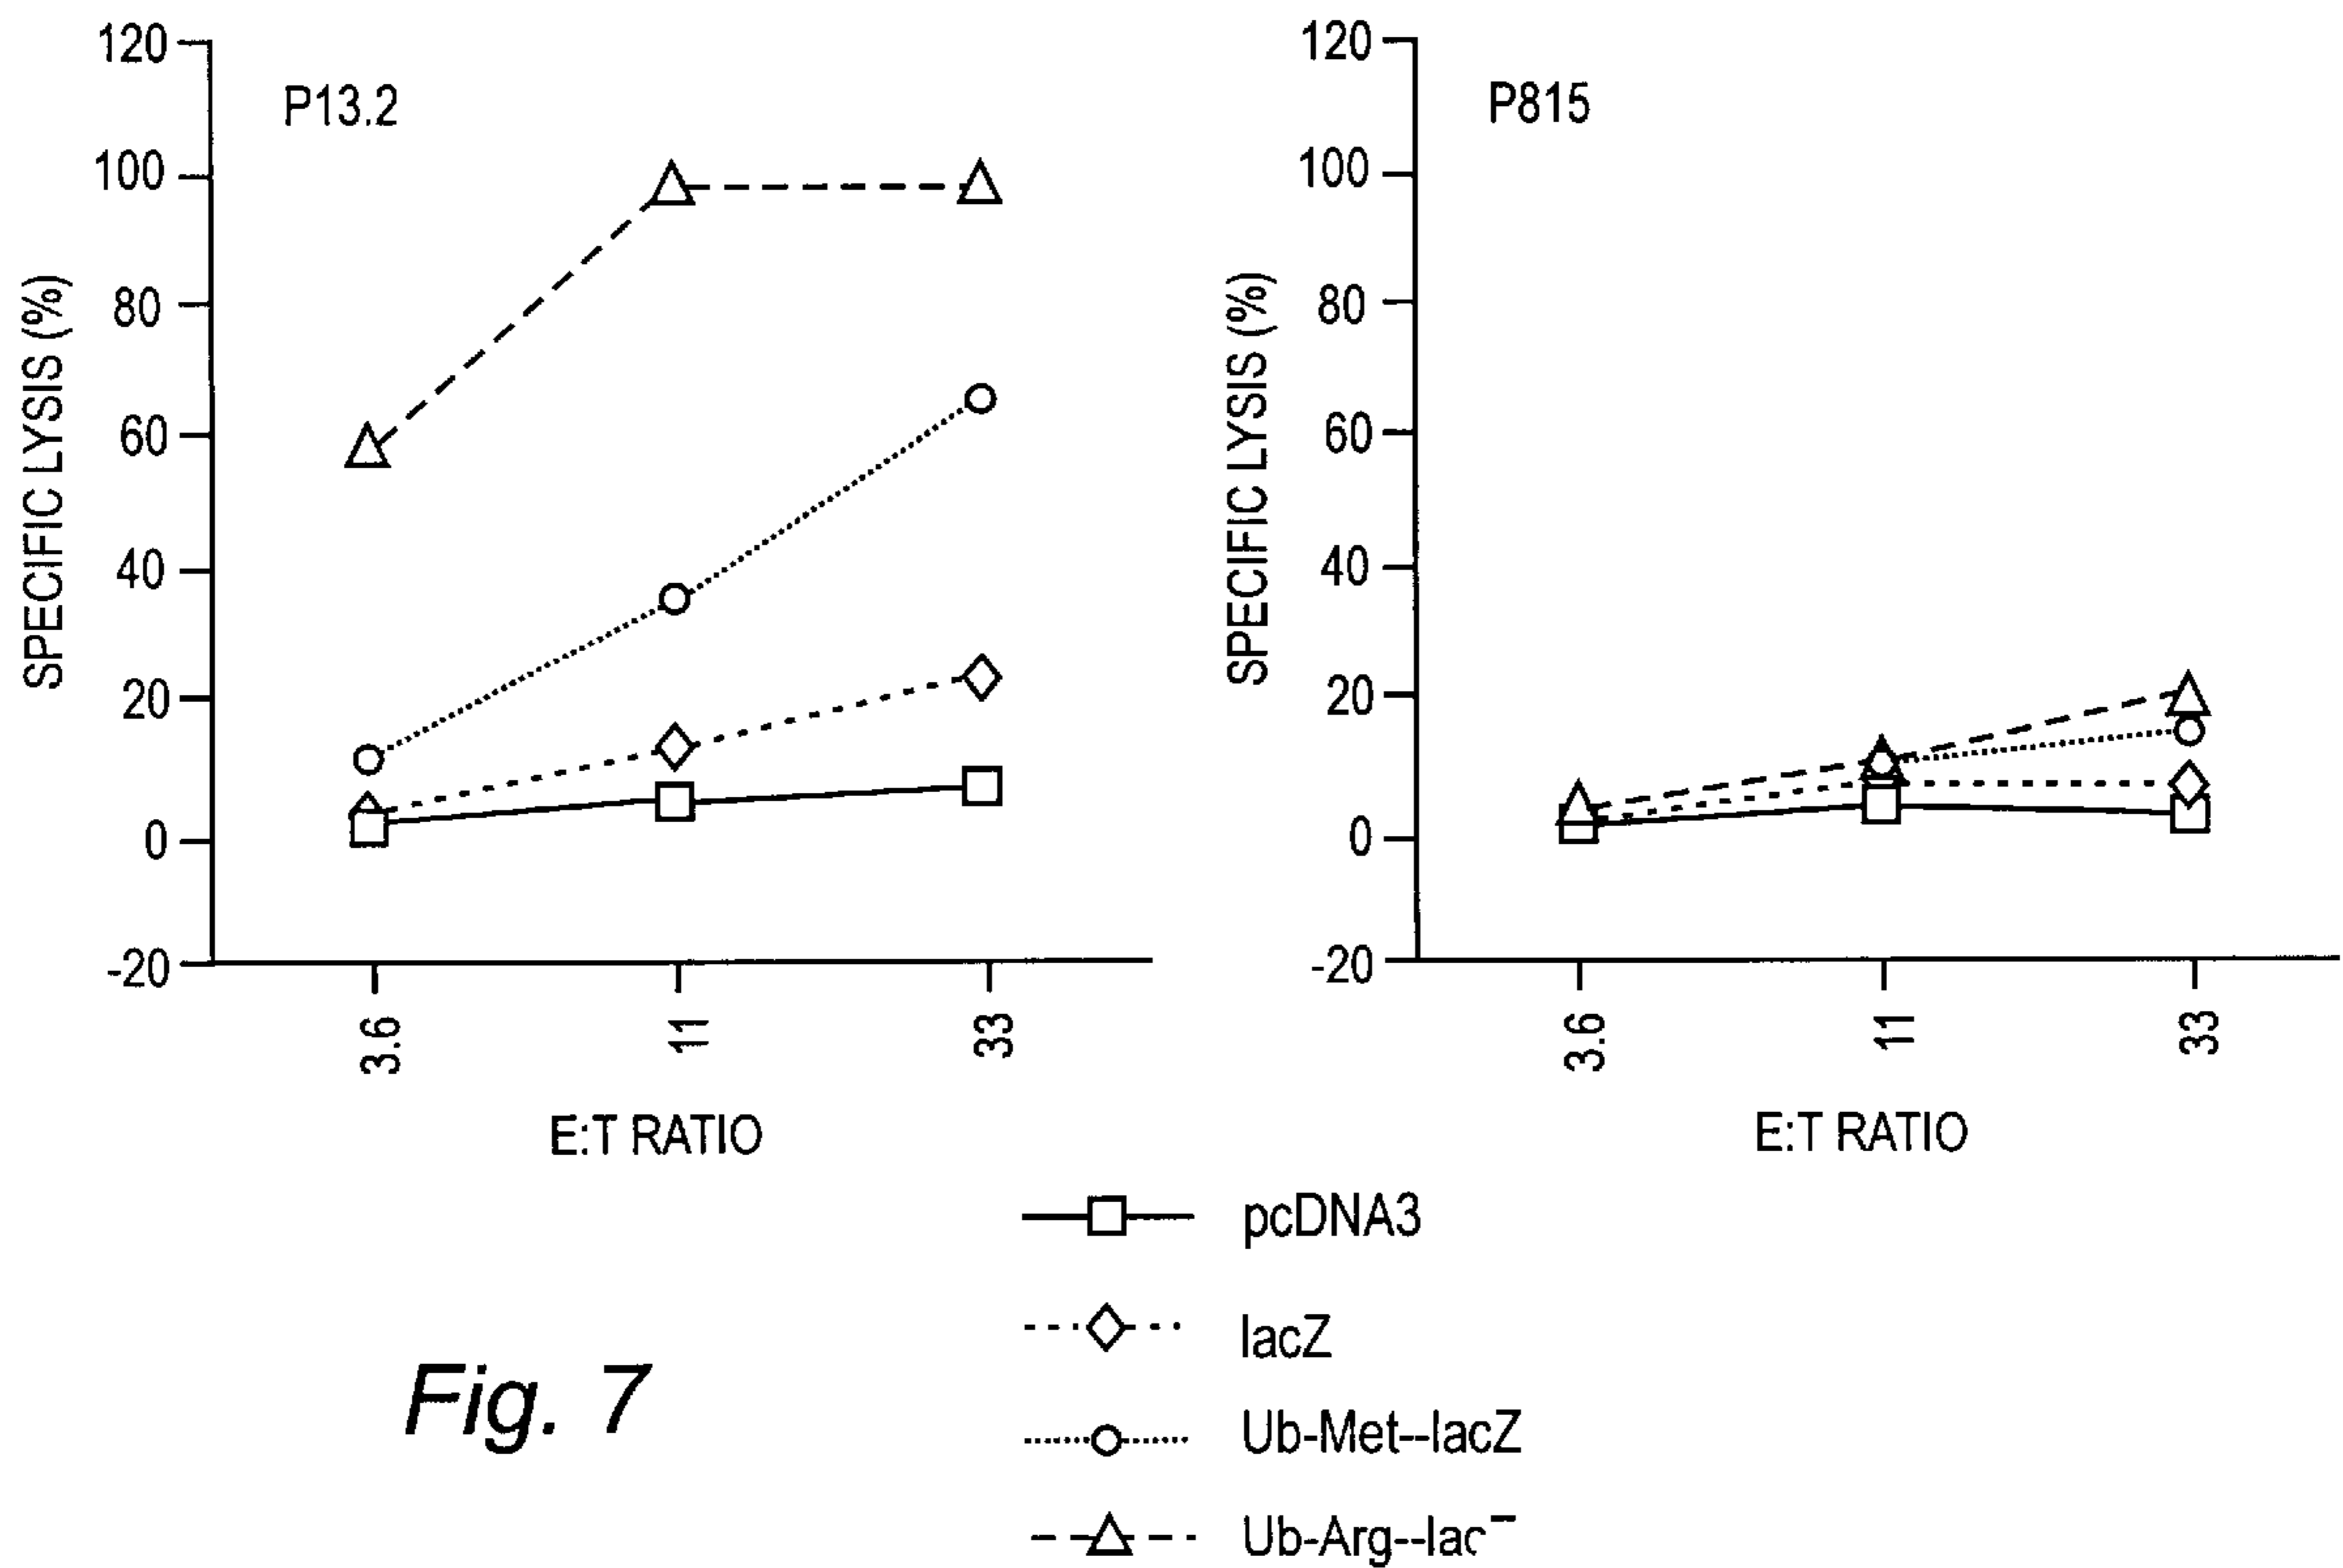 P13.2
SPECIFIC LYSIS (%)
120
100
80
60
40
20
0
-20
3.6
11
33
E:T RATIO
P815
SPECIFIC LYSIS (%)
120
100
80
60
40
20
0
-20
3.6
11
33
E:T RATIO
pcDNA3
lacZ
Ub-Met--lacZ
Ub-Arg--lac
Fig. 7